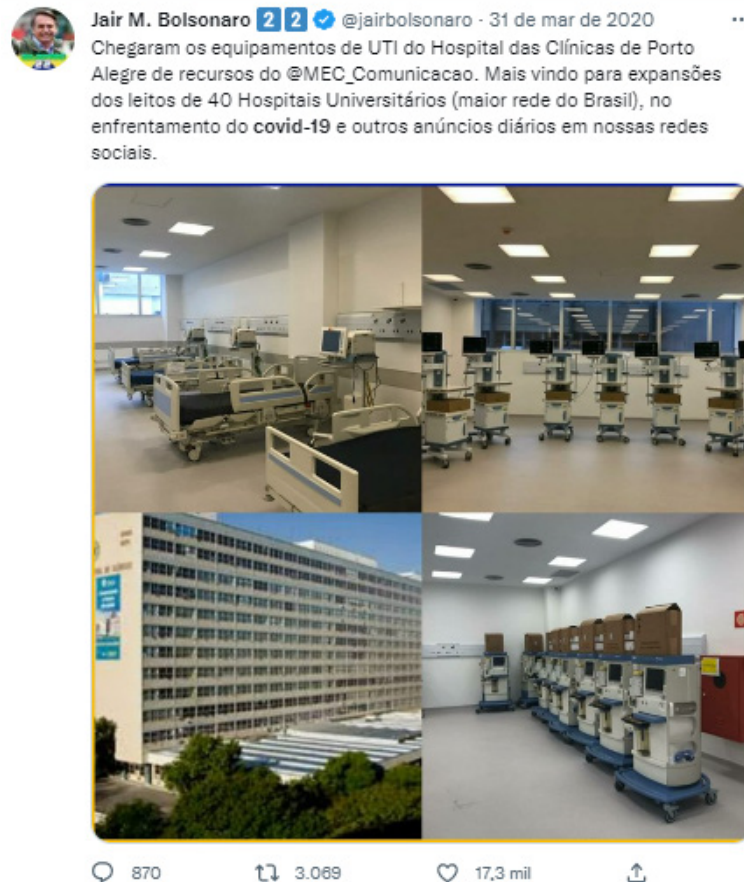 Jair M. Bolsonaro 2 2 @jairbolsonaro · 31 de mar de 2020
Chegaram os equipamentos de UTI do Hospital das Clínicas de Porto
Alegre de recursos do @MEC_Comunicacao. Mais vindo para expansões
dos leitos de 40 Hospitais Universitários (maior rede do Brasil), no
enfrentamento do covid-19 e outros anúncios diários em nossas redes
sociais.
870 3.069 17,3 mil